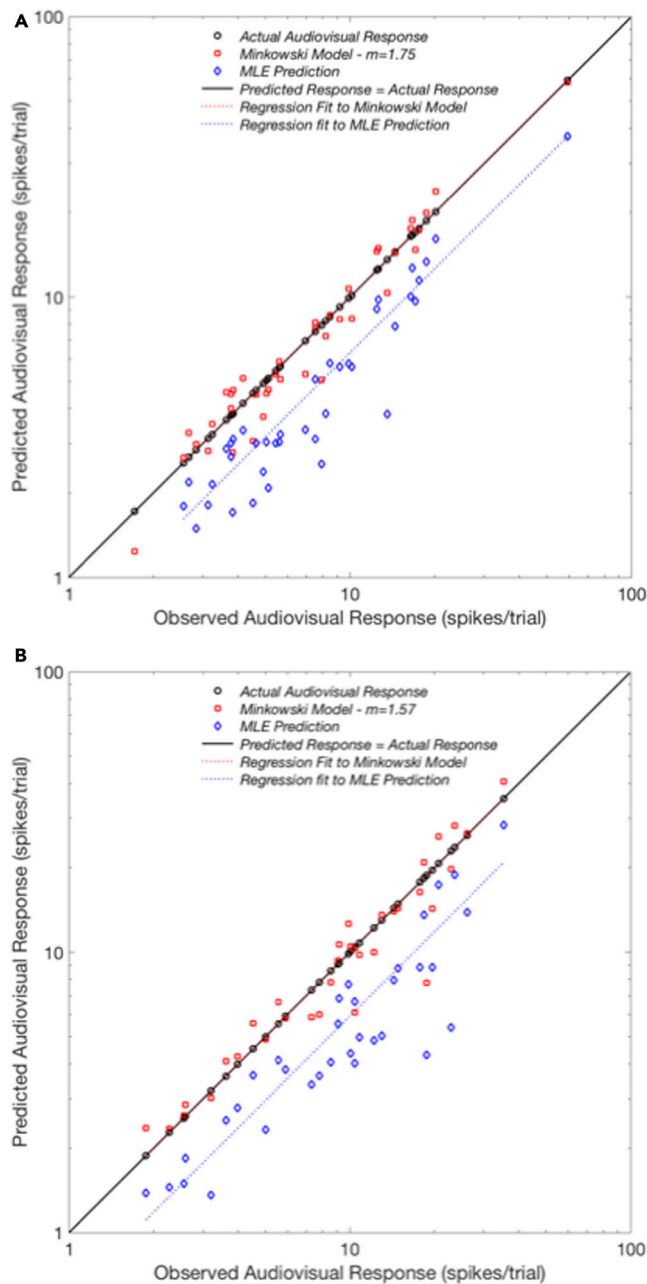 A
100
Actual Audiovisual Response
Minkowski Model - m=1.75
MLE Prediction
Predicted Response = Actual Response
Regression Fit to Minkowski Model
Regression fit to MLE Prediction
Predicted Audiovisual Response (spikes/trial)
10
1
1 10 100
Observed Audiovisual Response (spikes/trial)
B
100
Actual Audiovisual Response
Minkowski Model - m=1.57
MLE Prediction
Predicted Response = Actual Response
Regression Fit to Minkowski Model
Regression fit to MLE Prediction
Predicted Audiovisual Response (spikes/trial)
10
1
1 10 100
Observed Audiovisual Response (spikes/trial)